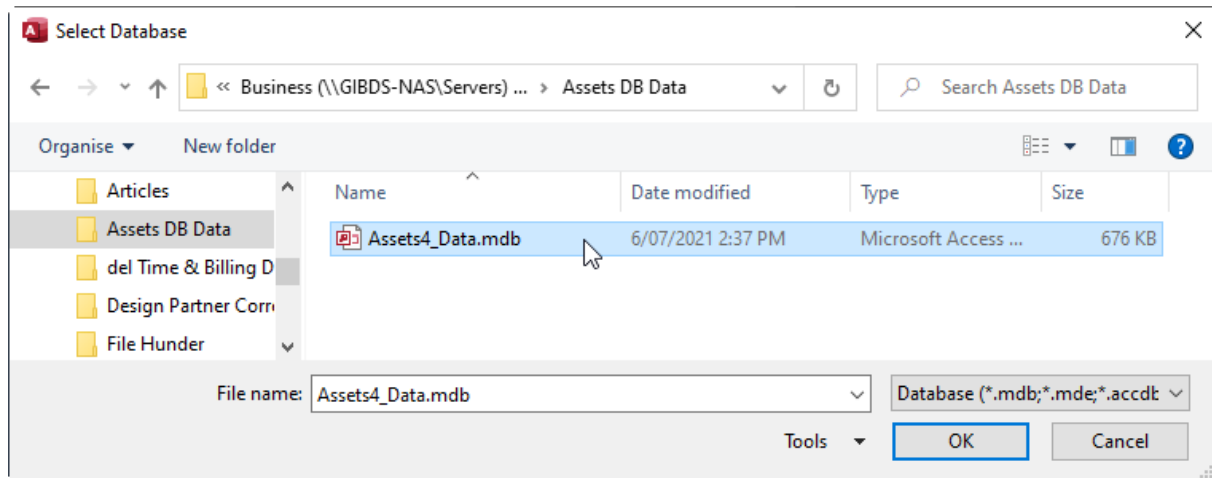 Select Database
« Business (\\GIBDS-NAS\Servers) ... › Assets DB Data
Search Assets DB Data
Organise New folder
Name Date modified Type Size
Articles
Assets DB Data
del Time & Billing D
Design Partner Corr
File Hunder
Assets4_Data.mdb 6/07/2021 2:37 PM Microsoft Access ... 676 KB
File name: Assets4_Data.mdb Database (*.mdb;*.mde;*.accdb
Tools OK Cancel